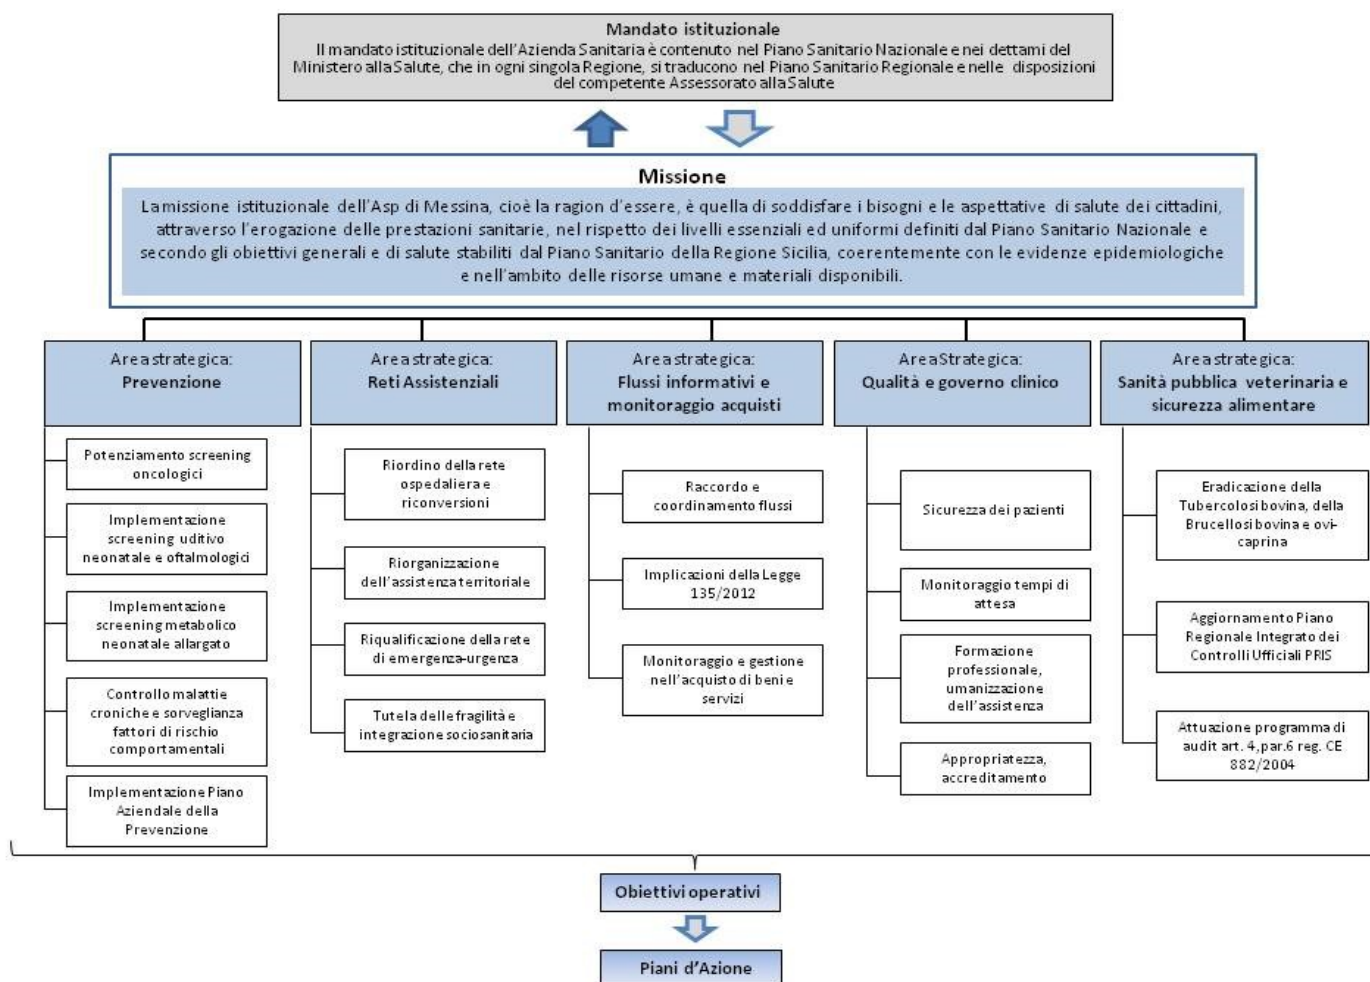 Mandato istituzionale
Il mandato istituzionale dell'Azienda Sanitaria è contenuto nel Piano Sanitario Nazionale e nei dettami del
Ministero alla Salute, che in ogni singola Regione, si traducono nel Piano Sanitario Regionale e nelle disposizioni
del competente Assessorato alla Salute
Missione
La missione istituzionale dell'Asp di Messina, cioè la ragion d'essere, è quella di soddisfare i bisogni e le aspettative di salute dei cittadini,
attraverso l'erogazione delle prestazioni sanitarie, nel rispetto dei livelli essenziali ed uniformi definiti dal Piano Sanitario Nazionale e
secondo gli obiettivi generali e di salute stabiliti dal Piano Sanitario della Regione Sicilia, coerentemente con le evidenze epidemiologiche
e nell'ambito delle risorse umane e materiali disponibili.
Area strategica:
Prevenzione
Potenziamento screening
oncologici
Implementazione
screening uditivo
neonatale e oftalmologici
Implementazione
screening metabolico
neonatale allargato
Controllo malattie
croniche e sorveglianza
fattori di rischio
comportamentali
Implementazione Piano
Aziendale della
Prevenzione
Area strategica:
Reti Assistenziali
Riordino della rete
ospedaliera e
riconversioni
Riorganizzazione
dell'assistenza territoriale
Riqualificazione della rete
di emergenza-urgenza
Tutela delle fragilità e
integrazione sociosanitaria
Area strategica:
Flussi informativi e
monitoraggio acquisti
Raccordo e
coordinamento flussi
Implicazioni della Legge
135/2012
Monitoraggio e gestione
nell'acquisto di beni e
servizi
Area Strategica:
Qualità e governo clinico
Sicurezza dei pazienti
Monitoraggio tempi di
attesa
Formazione
professionale,
umanizzazione
dell'assistenza
Appropriatezza,
accreditamento
Area strategica:
Sanità pubblica veterinaria e
sicurezza alimentare
Eradicazione della
Tubercolosi bovina, della
Brucellosi bovina e ovi-
caprina
Aggiornamento Piano
Regionale Integrato dei
Controlli Ufficiali PRIS
Attuazione programma di
audit art. 4,par.6 reg. CE
882/2004
Obiettivi operativi
Piani d'Azione